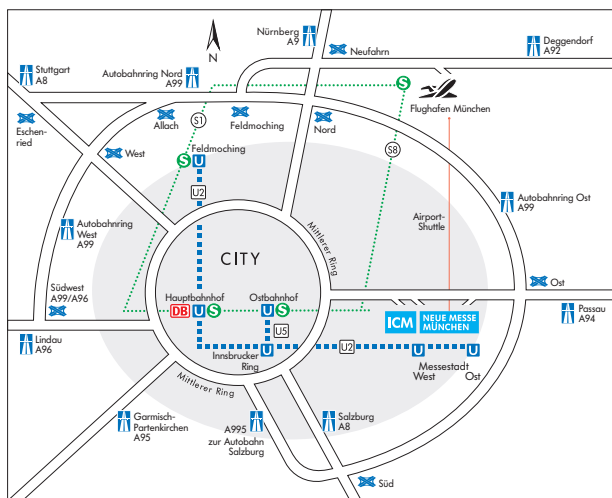 Nürnberg
A9
N
Neufahrn
Deggendorf
A92
Stuttgart
A8
Autobahnring Nord
A99
S
Flughafen München
Eschen-
ried
Allach
S1
Feldmoching
Nord
S8
West
S
U
Feldmoching
U2
Autobahnring
West
A99
Mittlerer Ring
Airport-
Shuttle
Autobahnring Ost
A99
CITY
Südwest
A99/A96
Hauptbahnhof
DB
U
S
Ostbahnhof
U
S
Ost
ICM
NEUE MESSE
MÜNCHEN
Passau
A94
U5
Lindau
A96
Innsbrucker
Ring
U
U2
U
U
Messestadt
West
Ost
Mittlerer Ring
Garmisch-
Partenkirchen
A95
A995
zur Autobahn
Salzburg
Salzburg
A8
Süd